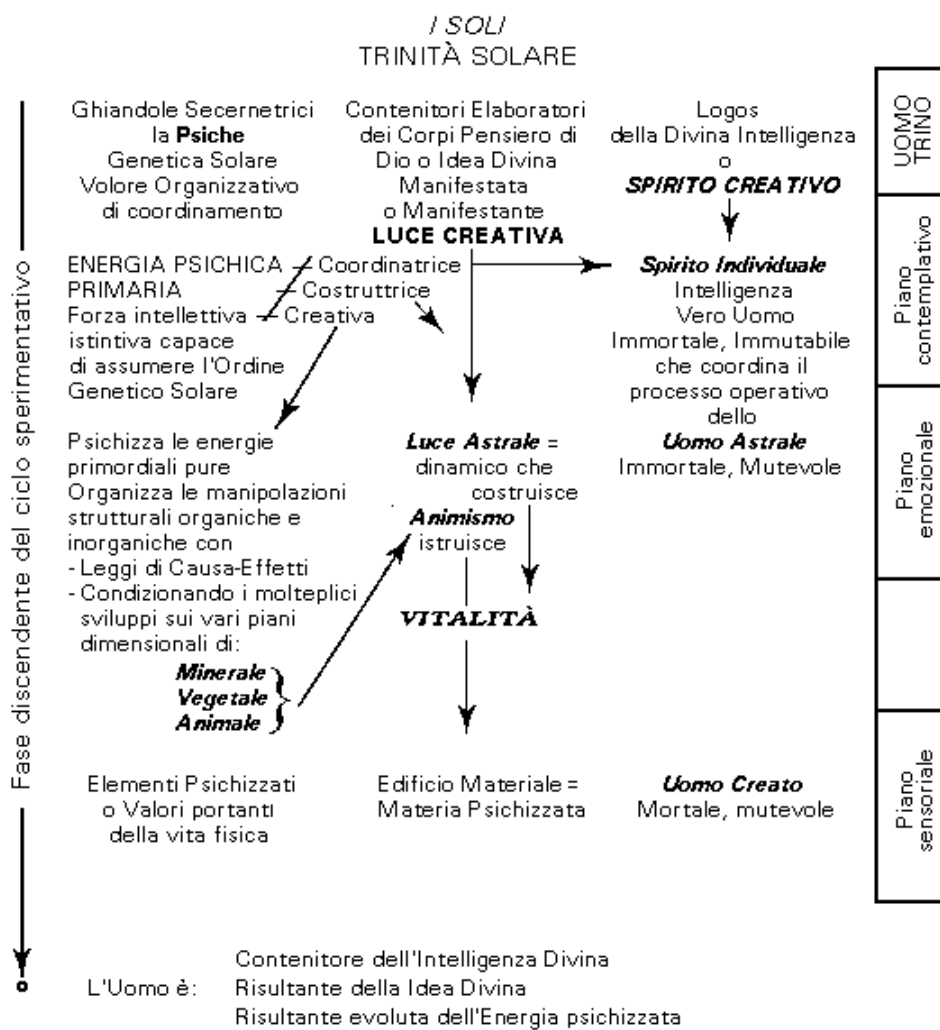 I SOLI
TRINITÀ SOLARE
Ghiandole Secernetrici
la Psiche
Genetica Solare
Volore Organizzativo
di coordinamento
Contenitori Elaboratori
dei Corpi Pensiero di
Dio o Idea Divina
Manifestata
o Manifestante
LUCE CREATIVA
Logos
della Divina Intelligenza
o
SPIRITO CREATIVO
UOMO
TRINO
ENERGIA PSICHICA - Coordinatrice
PRIMARIA - Costruttrice
Forza intellettiva - Creativa
istintiva capace
di assumere l'Ordine
Genetico Solare
Spirito Individuale
Intelligenza
Vero Uomo
Immortale, Immutabile
che coordina il
processo operativo
dello
Piano
contemplativo
Psichizza le energie
primordiali pure
Organizza le manipolazioni
strutturali organiche e
inorganiche con
- Leggi di Causa-Effetti
- Condizionando i molteplici
sviluppi sui vari piani
dimensionali di:
Minerale
Vegetale
Animale
Luce Astrale =
dinamico che
costruisce
Animismo
istruisce
VITALITÀ
Uomo Astrale
Immortale, Mutevole
Piano
emozionale
Elementi Psichizzati
o Valori portanti
della vita fisica
Edificio Materiale =
Materia Psichizzata
Uomo Creato
Mortale, mutevole
Piano
sensoriale
Fase discendente del ciclo sperimentativo
L'Uomo è:
Contenitore dell'Intelligenza Divina
Risultante della Idea Divina
Risultante evoluta dell'Energia psichizzata